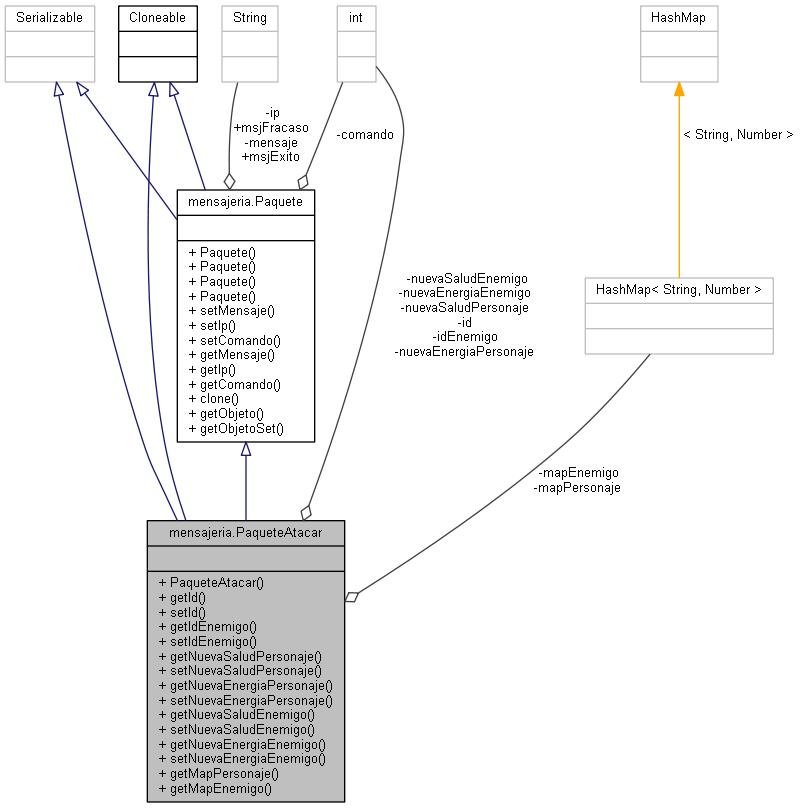 Serializable
Cloneable
String
int
HashMap
-ip
+msjFracaso
-mensaje
+msjExito
-comando
< String, Number >
mensajeria.Paquete
+ Paquete()
+ Paquete()
+ Paquete()
+ Paquete()
+ setMensaje()
+ setIp()
+ setComando()
+ getMensaje()
+ getIp()
+ getComando()
+ clone()
+ getObjeto()
+ getObjetoSet()
-nuevaSaludEnemigo
-nuevaEnergiaEnemigo
-nuevaSaludPersonaje
-id
-idEnemigo
-nuevaEnergiaPersonaje
HashMap< String, Number >
-mapEnemigo
-mapPersonaje
mensajeria.PaqueteAtacar
+ PaqueteAtacar()
+ getId()
+ setId()
+ getIdEnemigo()
+ setIdEnemigo()
+ getNuevaSaludPersonaje()
+ setNuevaSaludPersonaje()
+ getNuevaEnergiaPersonaje()
+ setNuevaEnergiaPersonaje()
+ getNuevaSaludEnemigo()
+ setNuevaSaludEnemigo()
+ getNuevaEnergiaEnemigo()
+ setNuevaEnergiaEnemigo()
+ getMapPersonaje()
+ getMapEnemigo()